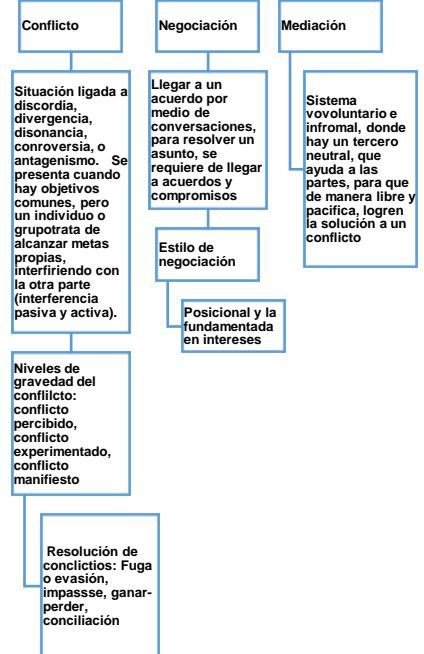 Conflicto
Situación ligada a
discordia,
divergencia,
disonancia,
conroversia, o
antagenismo. Se
presenta cuando
hay objetivos
comunes, pero
un individuo o
grupotrata de
alcanzar metas
propias,
interfiriendo con
la otra parte
(interferencia
pasiva y activa).
Niveles de
gravedad del
conflilcto:
conflicto
percibido,
conflicto
experimentado,
conflicto
manifiesto
Resolución de
conclictios: Fuga
o evasión,
impassse, ganar-
perder,
conciliación
Negociación
Llegar a un
acuerdo por
medio de
conversaciones,
para resolver un
asunto, se
requiere de llegar
a acuerdos y
compromisos
Estilo de
negociación
Posicional y la
fundamentada
en intereses
Mediación
Sistema
vovoluntario e
infromal, donde
hay un tercero
neutral, que
ayuda a las
partes, para que
de manera libre y
pacífica, logren
la solución a un
conflicto